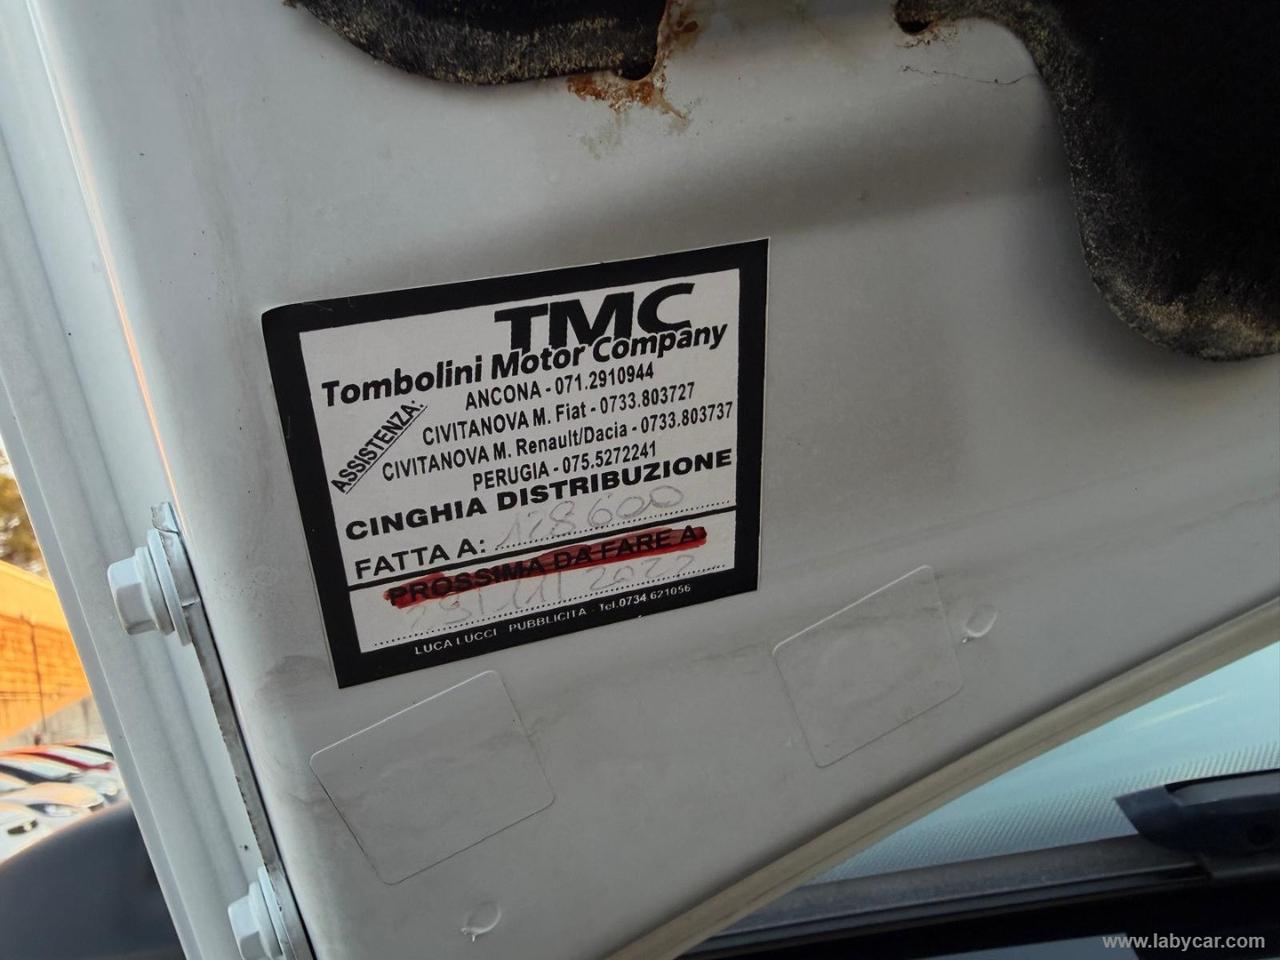 TMC
Tombolini Motor Company
ASSISTENZA:
ANCONA - 071.2910944
CIVITANOVA M. Fiat - 0733.803727
CIVITANOVA M. Renault/Dacia - 0733.803737
PERUGIA - 075.5272241
CINGHIA DISTRIBUZIONE
FATTA A: 128600
PROSSIMA DA FARE A
2022
LUCA LUCCI PUBBLICITÀ - Tel.0734.621056
www.labycar.com